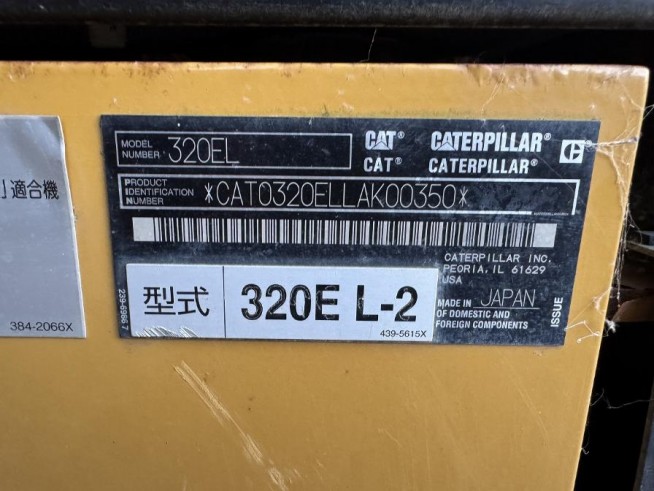 適合機
384-2066X
MODEL NUMBER 320EL
CAT® CATERPILLAR®
CAT® CATERPILLAR®
PRODUCT IDENTIFICATION NUMBER *CAT0320ELLAK00350*
CATERPILLAR INC.
PEORIA, IL 61629
USA
型式 320E L-2
439-5615X
MADE IN JAPAN
OF DOMESTIC AND
FOREIGN COMPONENTS
ISSUE
239-6986 7